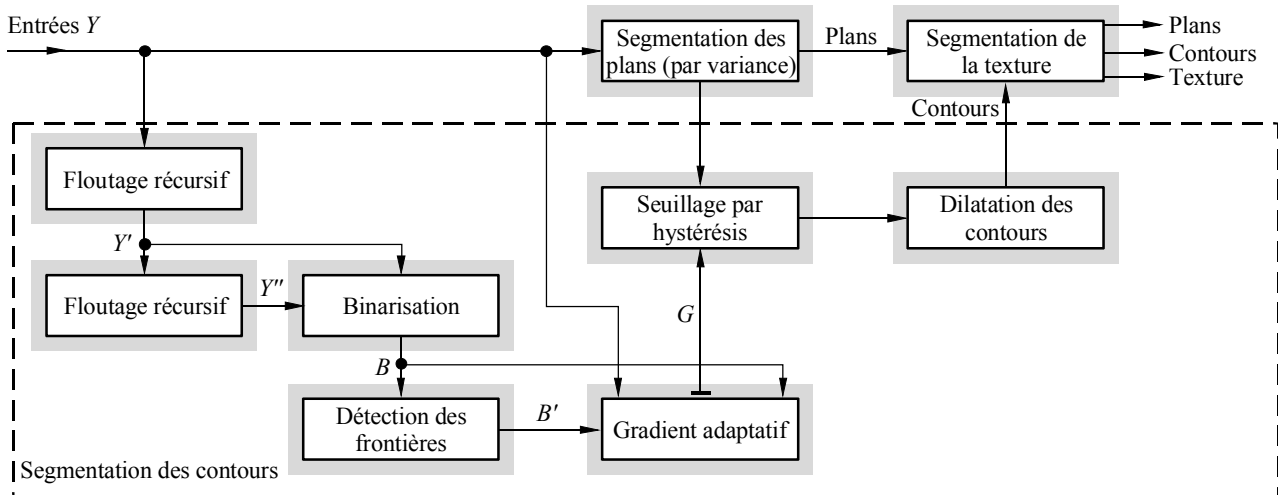 Entrées Y
Segmentation des
plans (par variance)
Plans
Segmentation de
la texture
Plans
Contours
Texture
Contours
Floutage récursif
Seuillage par
hystérésis
Dilatation des
contours
Y'
Floutage récursif
Y''
Binarisation
G
B
Détection des
frontières
B'
Gradient adaptatif
Segmentation des contours